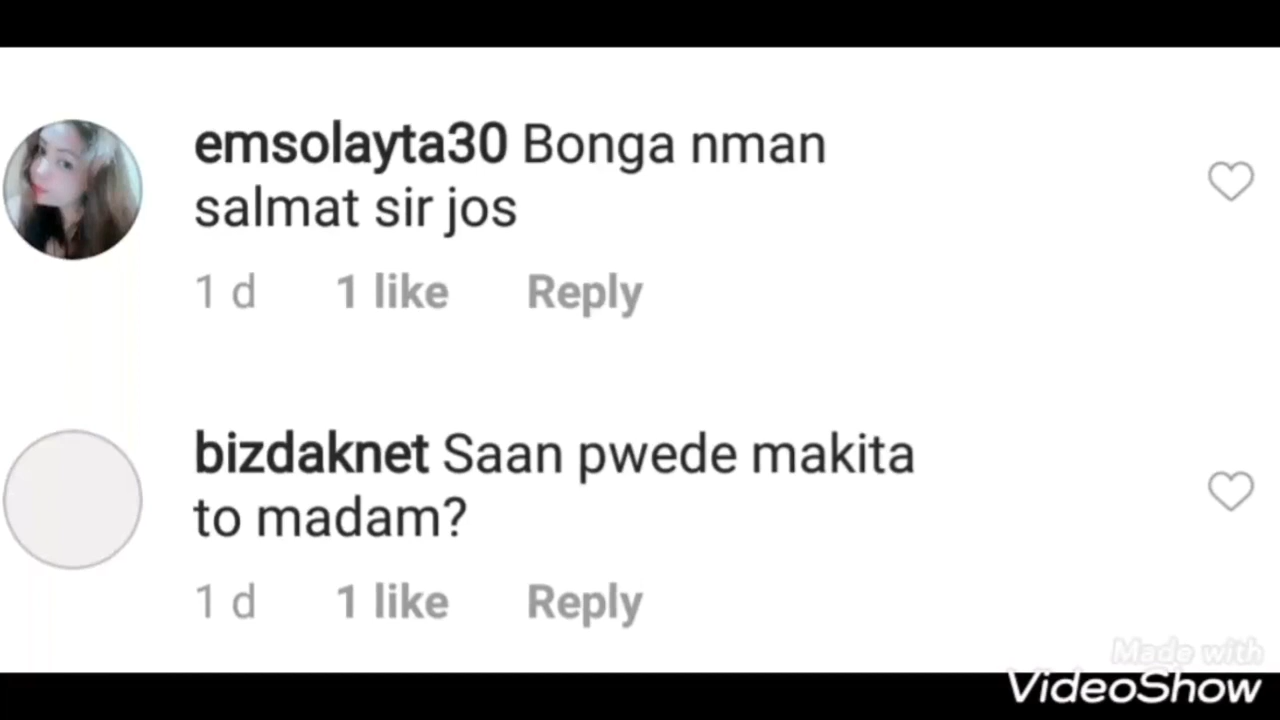 emsolayta30 Bonga nman
salmat sir jos
1 d 1 like Reply
bizdaknet Saan pwede makita
to madam?
1 d 1 like Reply
Made with
VideoShow